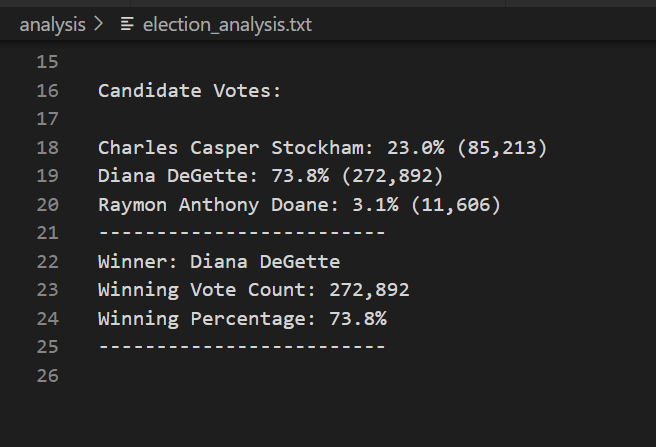 analysis > election_analysis.txt
15
16 Candidate Votes:
17
18 Charles Casper Stockham: 23.0% (85,213)
19 Diana DeGette: 73.8% (272,892)
20 Raymon Anthony Doane: 3.1% (11,606)
21 -------------------------
22 Winner: Diana DeGette
23 Winning Vote Count: 272,892
24 Winning Percentage: 73.8%
25 -------------------------
26